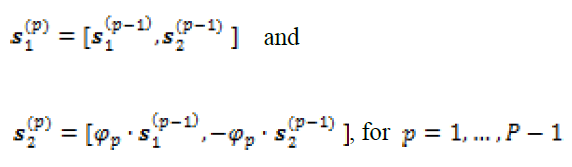 s₁⁽ᵖ⁾ = [s₁⁽ᵖ⁻¹⁾, s₂⁽ᵖ⁻¹⁾ ] and
s₂⁽ᵖ⁾ = [φₚ · s₁⁽ᵖ⁻¹⁾, −φₚ · s₂⁽ᵖ⁻¹⁾ ], for p = 1, … , P − 1